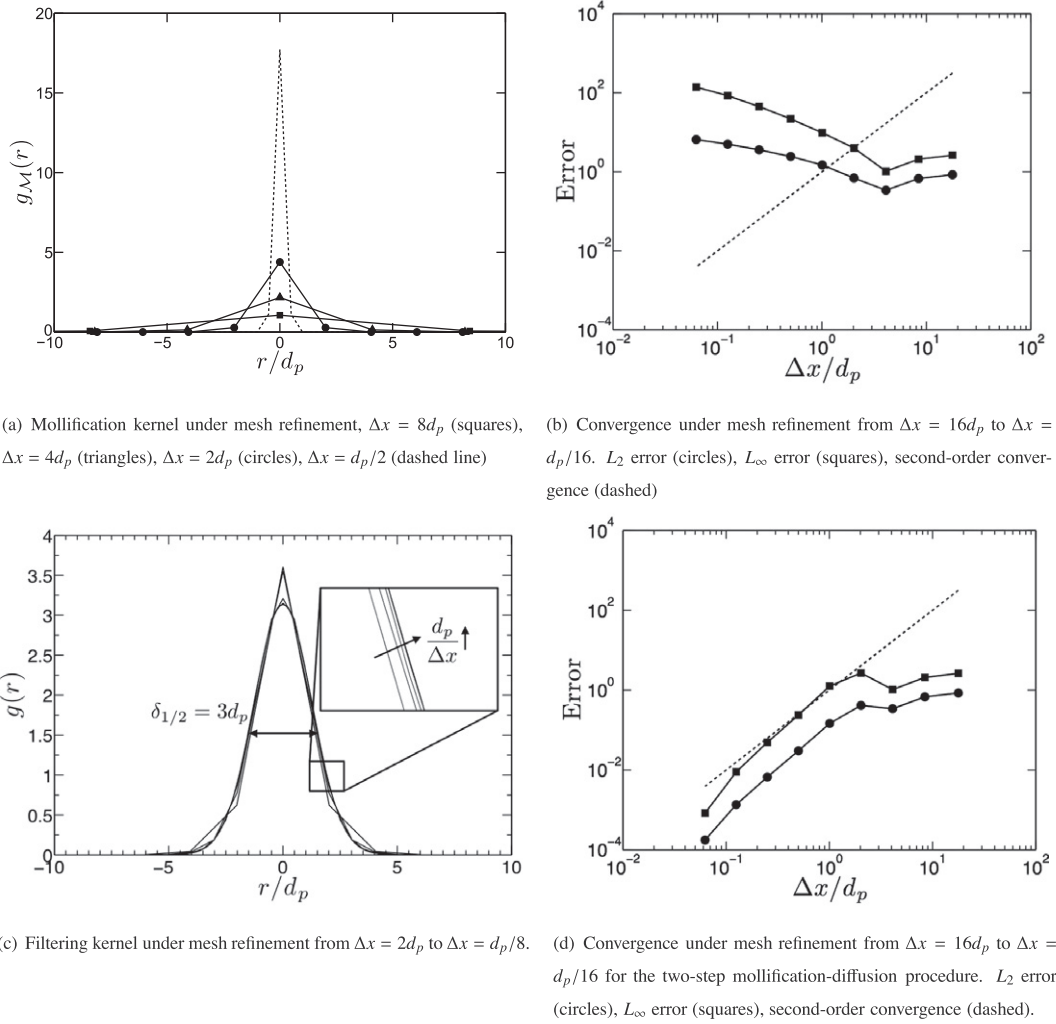 20
15
10
5
0
−10
−5
0
5
10
g_M(r)
r/d_p
10^4
10^2
10^0
10^−2
10^−4
10^−2
10^−1
10^0
10^1
10^2
Error
Δx/d_p
(a) Mollification kernel under mesh refinement, Δx = 8d_p (squares),
Δx = 4d_p (triangles), Δx = 2d_p (circles), Δx = d_p/2 (dashed line)
(b) Convergence under mesh refinement from Δx = 16d_p to Δx =
d_p/16. L_2 error (circles), L_∞ error (squares), second-order conver-
gence (dashed)
4
3.5
3
2.5
2
1.5
1
0.5
0
−10
−5
0
5
10
g(r)
r/d_p
δ_1/2 = 3d_p
d_p
Δx
10^4
10^2
10^0
10^−2
10^−4
10^−2
10^−1
10^0
10^1
10^2
Error
Δx/d_p
(c) Filtering kernel under mesh refinement from Δx = 2d_p to Δx = d_p/8.
(d) Convergence under mesh refinement from Δx = 16d_p to Δx =
d_p/16 for the two-step mollification-diffusion procedure. L_2 error
(circles), L_∞ error (squares), second-order convergence (dashed).